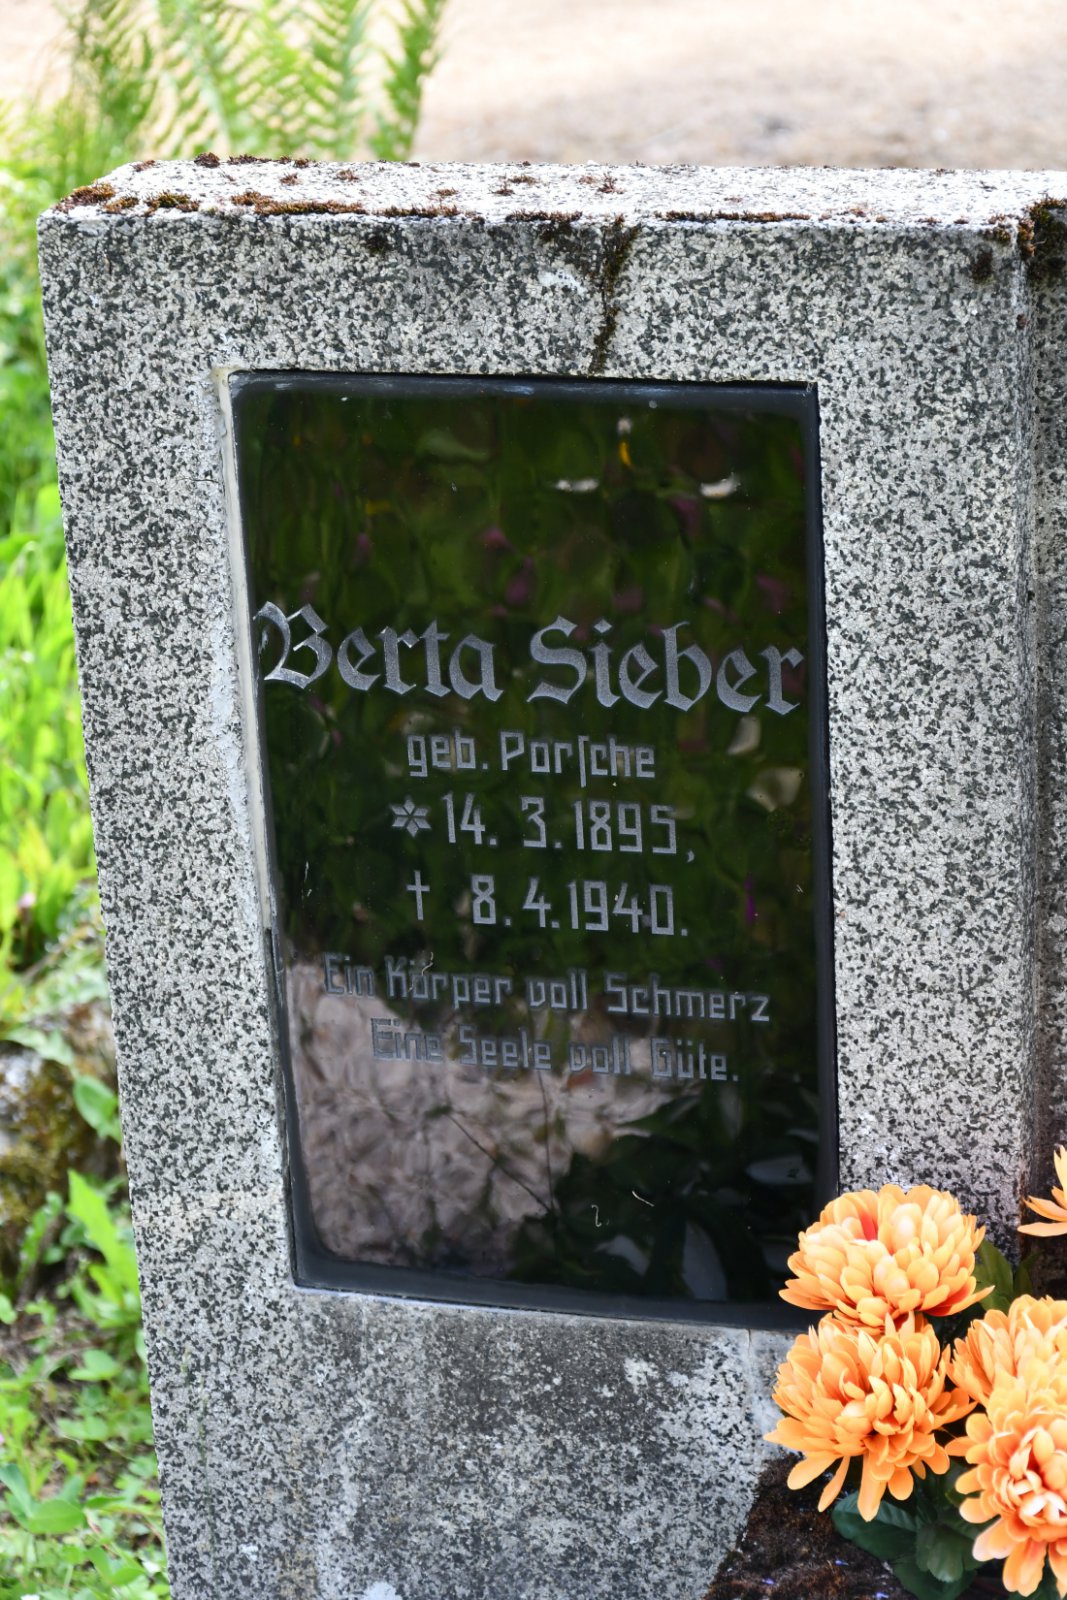 Berta Sieber
geb. Porſche
* 14. 3. 1895,
† 8. 4. 1940.
Ein Körper voll Schmerz
Eine Seele voll Güte.